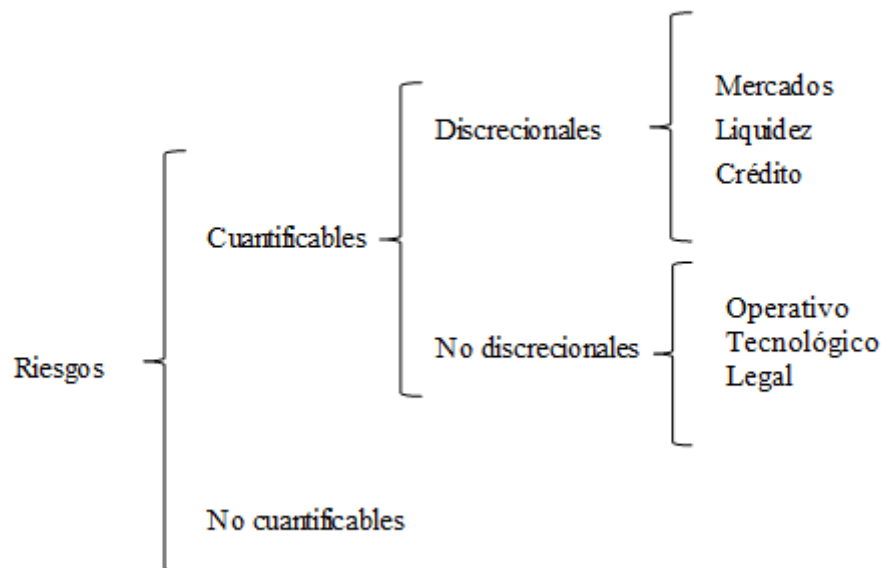 Riesgos
Cuantificables
Discrecionales
Mercados
Liquidez
Crédito
No discrecionales
Operativo
Tecnológico
Legal
No cuantificables